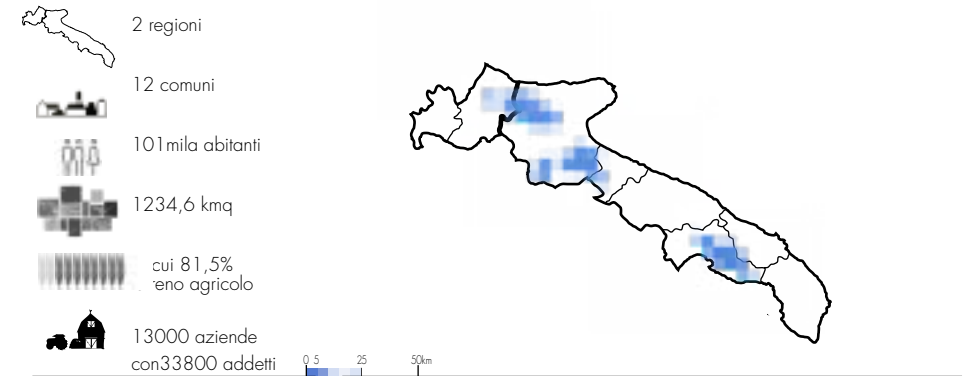 2 regioni
12 comuni
101mila abitanti
1234,6 kmq
cui 81,5%
reno agricolo
13000 aziende
con33800 addetti
0 5 25 50km